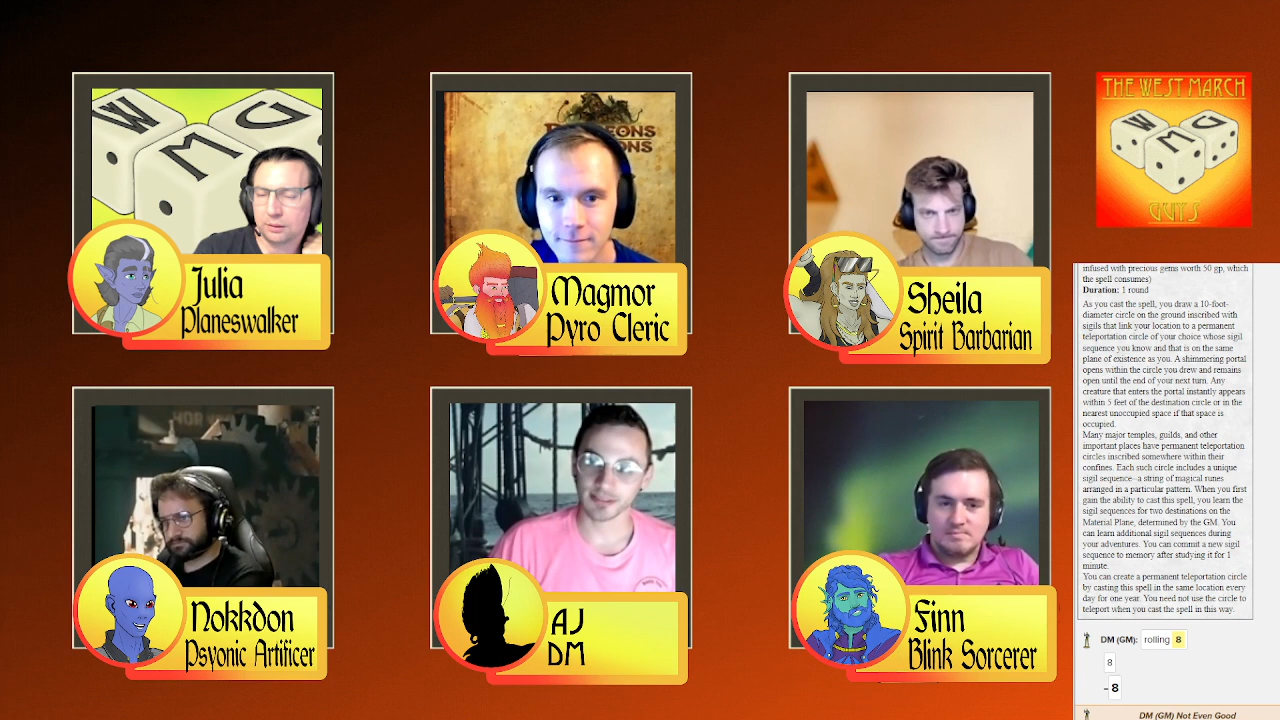 W
G
M
Julia
Planeswalker
Magmor
Pyro Cleric
Sheila
Spirit Barbarian
THE WEST MARCH
W
M
G
GUYS
infused with precious gems worth 50 gp, which
the spell consumes)
Duration: 1 round
As you cast the spell, you draw a 10-foot-
diameter circle on the ground inscribed with
sigils that link your location to a permanent
teleportation circle of your choice whose sigil
sequence you know and that is on the same
plane of existence as you. A shimmering portal
opens within the circle you drew and remains
open until the end of your next turn. Any
creature that enters the portal instantly appears
within 5 feet of the destination circle or in the
nearest unoccupied space if that space is
occupied.
Many major temples, guilds, and other
important places have permanent teleportation
circles inscribed somewhere within their
confines. Each such circle includes a unique
sigil sequence--a string of magical runes
arranged in a particular pattern. When you first
gain the ability to cast this spell, you learn the
sigil sequences for two destinations on the
Material Plane, determined by the GM. You
can learn additional sigil sequences during
your adventures. You can commit a new sigil
sequence to memory after studying it for 1
minute.
You can create a permanent teleportation circle
by casting this spell in the same location every
day for one year. You need not use the circle to
teleport when you cast the spell in this way.
Nokkdon
Psyonic Artificer
AJ
DM
Finn
Blink Sorcerer
DM (GM): rolling 8
8
8
DM (GM) Not Even Good